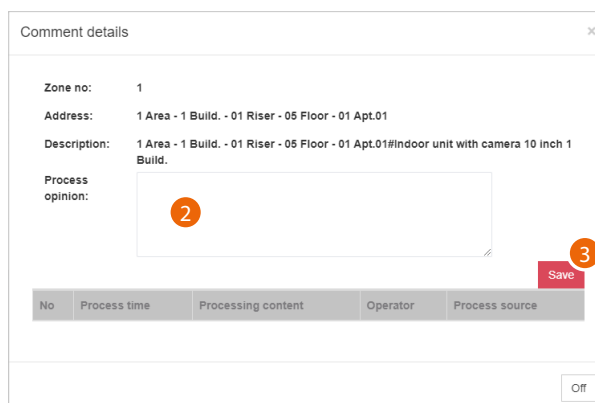 Comment details ×
Zone no: 1
Address: 1 Area - 1 Build. - 01 Riser - 05 Floor - 01 Apt.01
Description: 1 Area - 1 Build. - 01 Riser - 05 Floor - 01 Apt.01#Indoor unit with camera 10 inch 1
Build.
Process
opinion:
2
3
Save
No Process time Processing content Operator Process source
Off